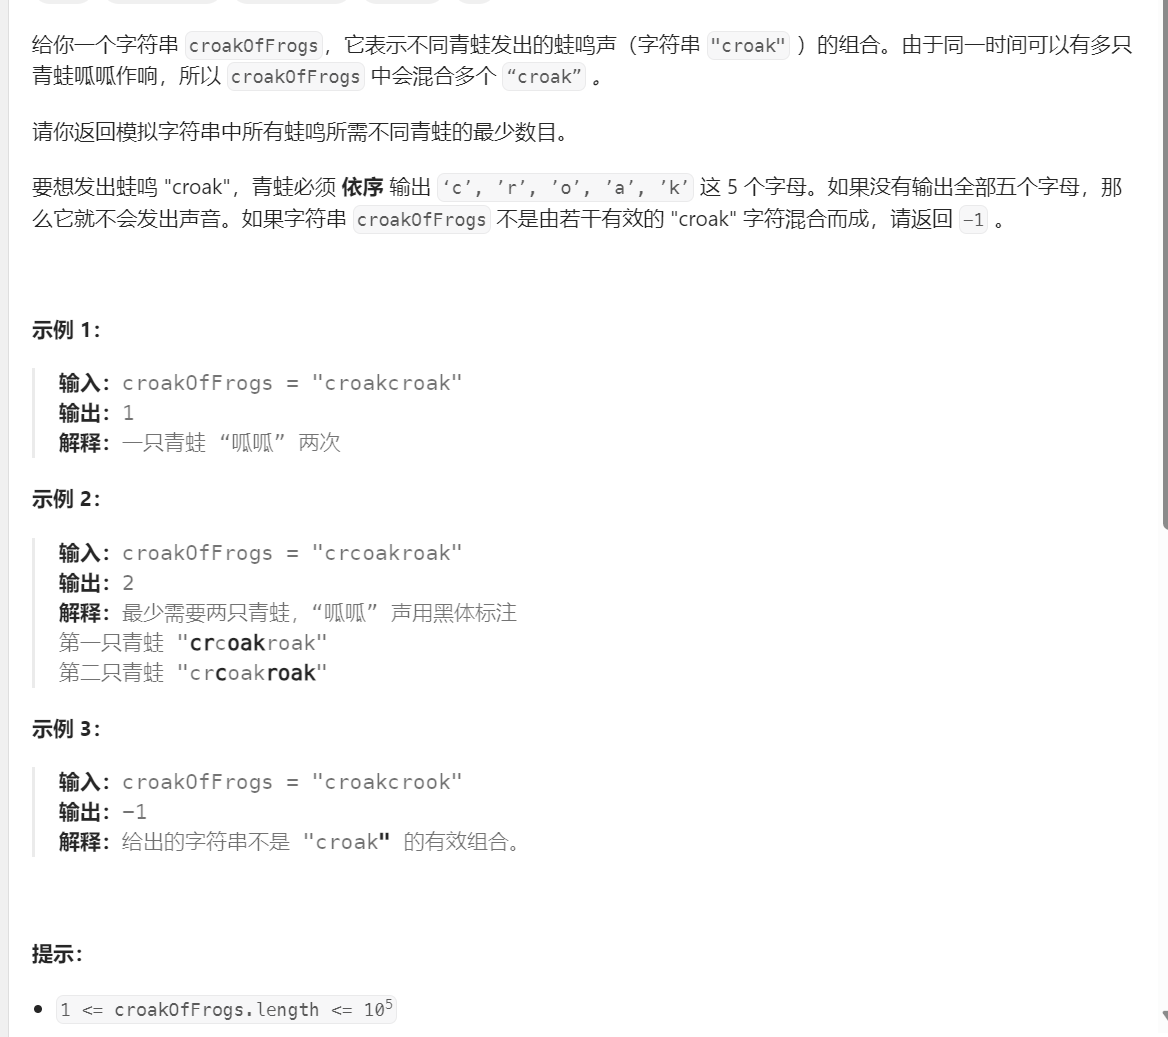 给你一个字符串 croakOfFrogs，它表示不同青蛙发出的蛙鸣声（字符串 "croak" ）的组合。由于同一时间可以有多只
青蛙呱呱作响，所以 croakOfFrogs 中会混合多个 “croak” 。
请你返回模拟字符串中所有蛙鸣所需不同青蛙的最少数目。
要想发出蛙鸣 "croak"，青蛙必须 依序 输出 ‘c’, ’r’, ’o’, ’a’, ’k’ 这 5 个字母。如果没有输出全部五个字母，那
么它就不会发出声音。如果字符串 croakOfFrogs 不是由若干有效的 "croak" 字符混合而成，请返回 -1 。
示例 1：
输入：croakOfFrogs = "croakcroak"
输出：1
解释：一只青蛙 “呱呱” 两次
示例 2：
输入：croakOfFrogs = "crcoakroak"
输出：2
解释：最少需要两只青蛙，“呱呱” 声用黑体标注
第一只青蛙 "crcoakroak"
第二只青蛙 "crcoakroak"
示例 3：
输入：croakOfFrogs = "croakcrook"
输出：-1
解释：给出的字符串不是 "croak" 的有效组合。
提示：
• 1 <= croakOfFrogs.length <= 10⁵